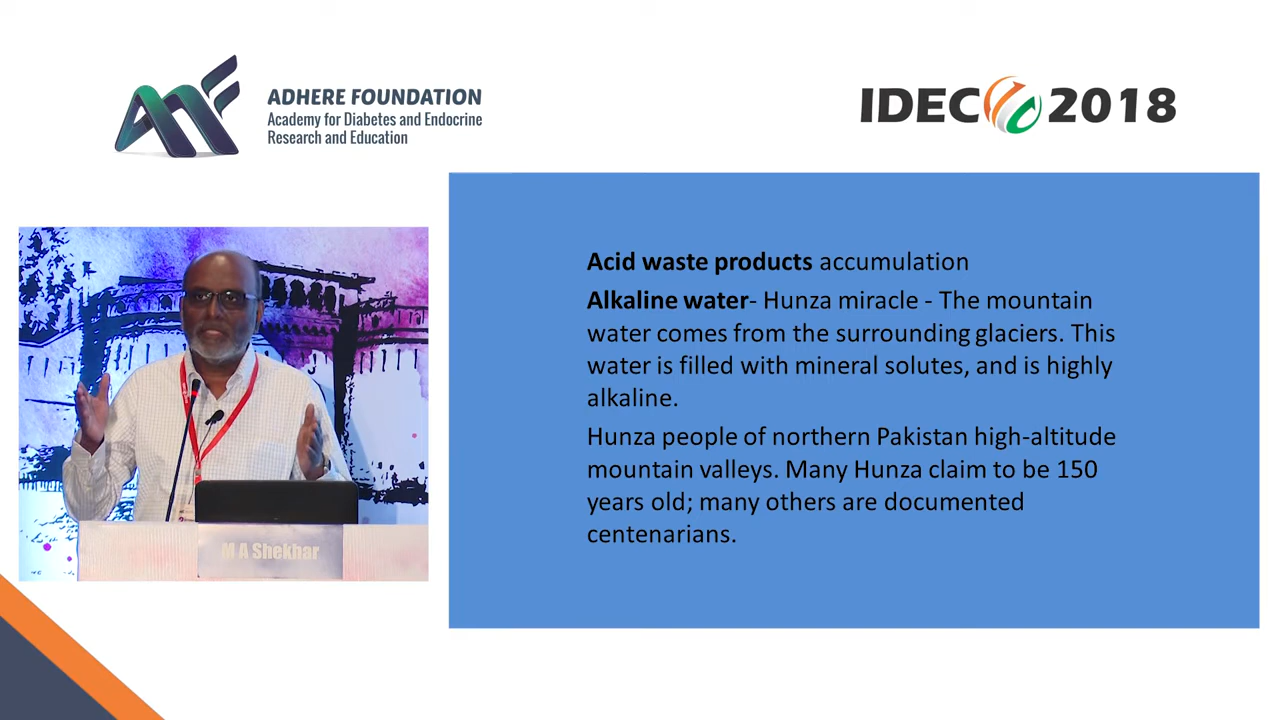 ADHERE FOUNDATION
Academy for Diabetes and Endocrine
Research and Education
IDEC 2018
Acid waste products accumulation
Alkaline water- Hunza miracle - The mountain
water comes from the surrounding glaciers. This
water is filled with mineral solutes, and is highly
alkaline.
Hunza people of northern Pakistan high-altitude
mountain valleys. Many Hunza claim to be 150
years old; many others are documented
centenarians.
M A Shekhar